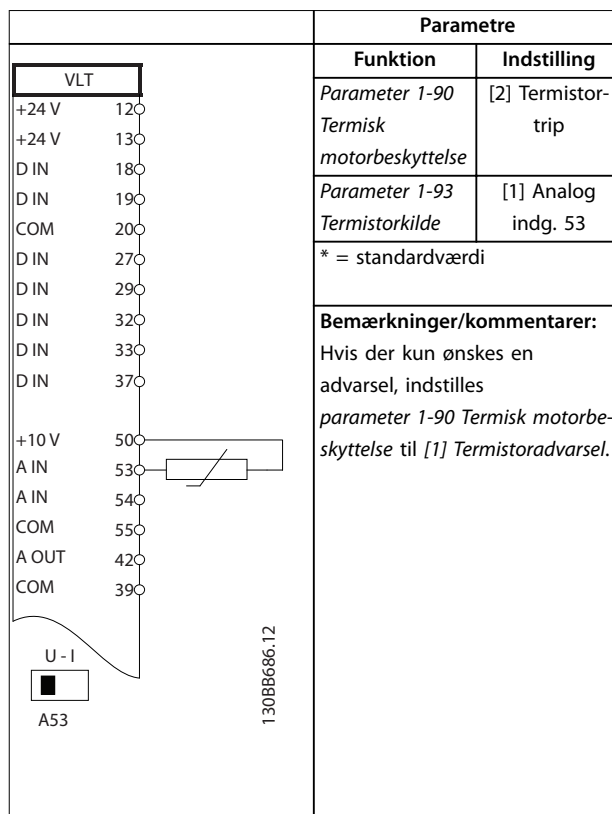 VLT
+24 V 12
+24 V 13
D IN 18
D IN 19
COM 20
D IN 27
D IN 29
D IN 32
D IN 33
D IN 37
+10 V 50
A IN 53
A IN 54
COM 55
A OUT 42
COM 39
U - I
A53
130BB686.12
Parametre
Funktion Indstilling
Parameter 1-90 [2] Termistor-
Termisk trip
motorbeskyttelse
Parameter 1-93 [1] Analog
Termistorkilde indg. 53
* = standardværdi
Bemærkninger/kommentarer:
Hvis der kun ønskes en
advarsel, indstilles
parameter 1-90 Termisk motorbe-
skyttelse til [1] Termistoradvarsel.